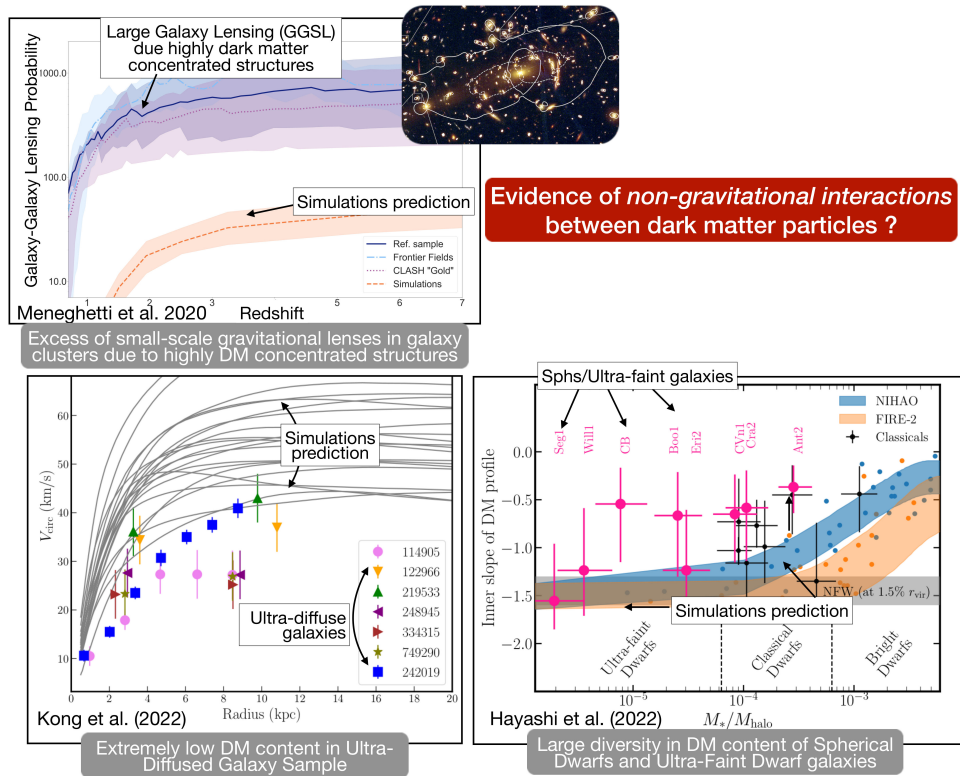 Large Galaxy Lensing (GGSL)
due highly dark matter
concentrated structures
Galaxy-Galaxy Lensing Probability
1000.0
100.0
10.0
Simulations prediction
Ref. sample
Frontier Fields
CLASH "Gold"
Simulations
1
2
3
4
5
6
7
Meneghetti et al. 2020
Redshift
Excess of small-scale gravitational lenses in galaxy
clusters due to highly DM concentrated structures
Evidence of non-gravitational interactions
between dark matter particles ?
60
50
40
30
20
10
Vcirc (km/s)
Simulations
prediction
Ultra-diffuse
galaxies
114905
122966
219533
248945
334315
749290
242019
0
2
4
6
8
10
12
14
16
18
20
Radius (kpc)
Kong et al. (2022)
Extremely low DM content in Ultra-
Diffused Galaxy Sample
Sphs/Ultra-faint galaxies
NIHAO
FIRE-2
Classicals
Seg1
Will1
CB
Boo1
Eri2
CVn1
Cra2
Ant2
0.0
−0.5
−1.0
−1.5
−2.0
Inner slope of DM profile
NFW (at 1.5% rvir)
Simulations prediction
Ultra-faint
Dwarfs
Classical
Dwarfs
Bright
Dwarfs
10⁻⁵
10⁻⁴
10⁻³
M*/Mhalo
Hayashi et al. (2022)
Large diversity in DM content of Spherical
Dwarfs and Ultra-Faint Dwarf galaxies